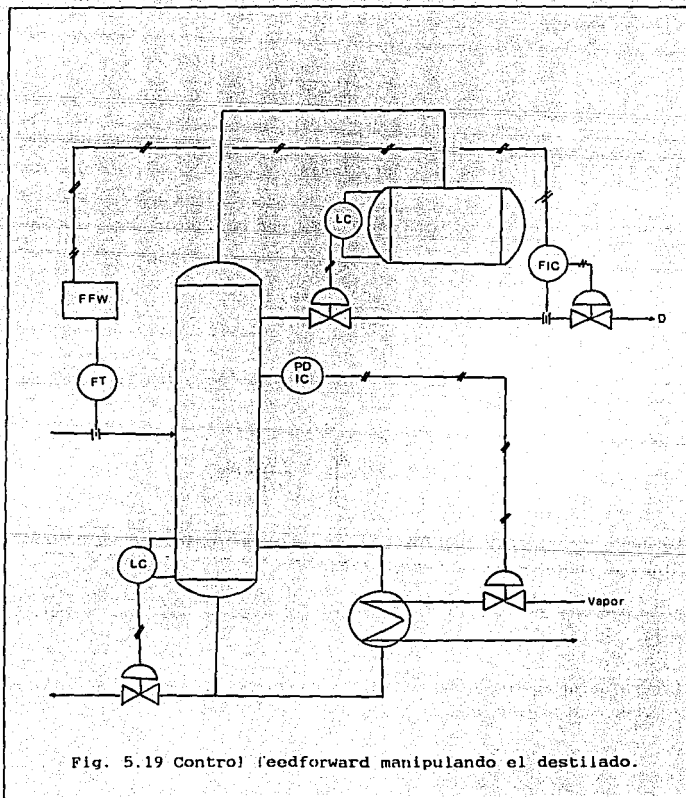 LC
FIC
FFW
D
PD
IC
FT
LC
Vapor
Fig. 5.19 Control feedforward manipulando el destilado.